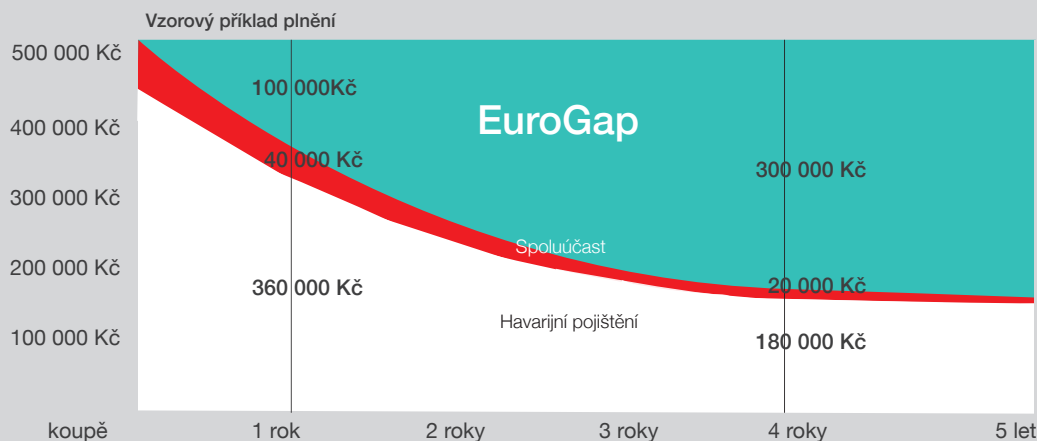 Vzorový příklad plnění
500 000 Kč
100 000Kč
EuroGap
400 000 Kč
40 000 Kč
300 000 Kč
300 000 Kč
Spoluúčast
200 000 Kč
20 000 Kč
360 000 Kč
Havarijní pojištění
100 000 Kč
180 000 Kč
koupě
1 rok
2 roky
3 roky
4 roky
5 let